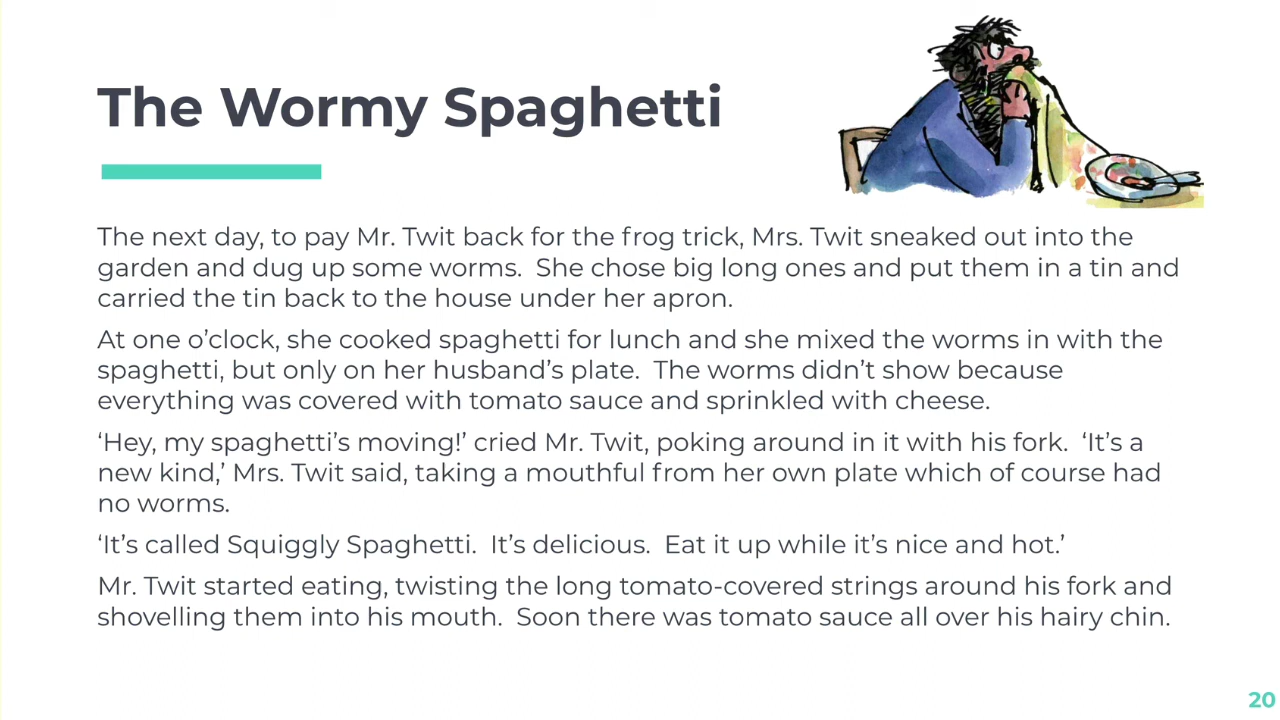 The Wormy Spaghetti
The next day, to pay Mr. Twit back for the frog trick, Mrs. Twit sneaked out into the
garden and dug up some worms.  She chose big long ones and put them in a tin and
carried the tin back to the house under her apron.
At one o’clock, she cooked spaghetti for lunch and she mixed the worms in with the
spaghetti, but only on her husband’s plate.  The worms didn’t show because
everything was covered with tomato sauce and sprinkled with cheese.
‘Hey, my spaghetti’s moving!’ cried Mr. Twit, poking around in it with his fork.  ‘It’s a
new kind,’ Mrs. Twit said, taking a mouthful from her own plate which of course had
no worms.
‘It’s called Squiggly Spaghetti.  It’s delicious.  Eat it up while it’s nice and hot.’
Mr. Twit started eating, twisting the long tomato-covered strings around his fork and
shovelling them into his mouth.  Soon there was tomato sauce all over his hairy chin.
20